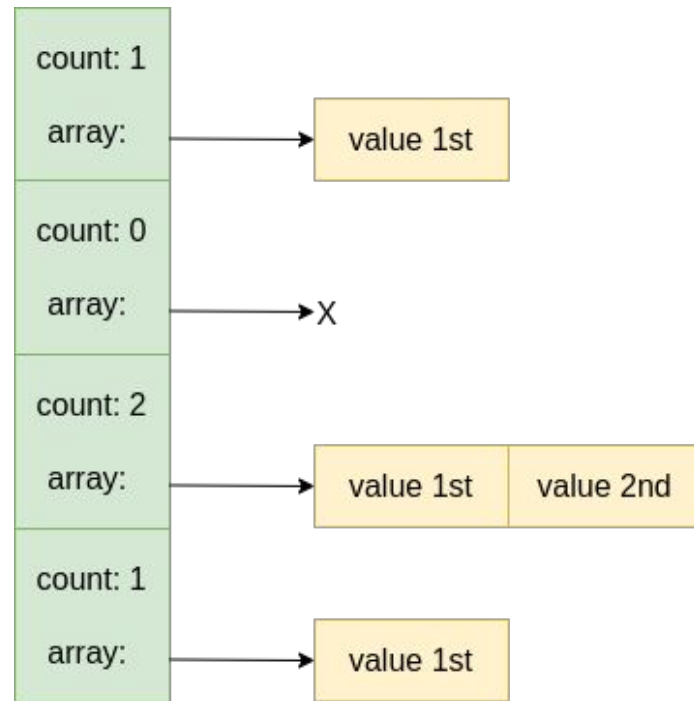 count: 1
array:
value 1st
count: 0
array:
X
count: 2
array:
value 1st
value 2nd
count: 1
array:
value 1st